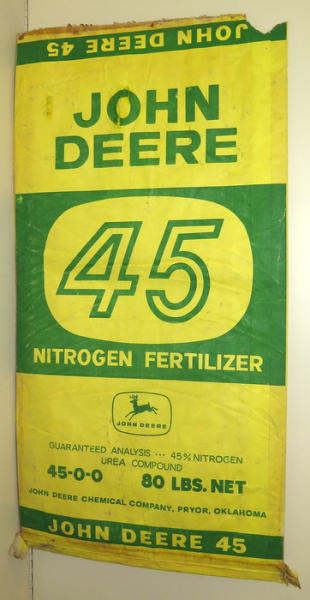 JOHN DEERE 45
JOHN
DEERE
45
NITROGEN FERTILIZER
JOHN DEERE
GUARANTEED ANALYSIS ··· 45% NITROGEN
UREA COMPOUND
45-0-0 80 LBS. NET
JOHN DEERE CHEMICAL COMPANY, PRYOR, OKLAHOMA
JOHN DEERE 45